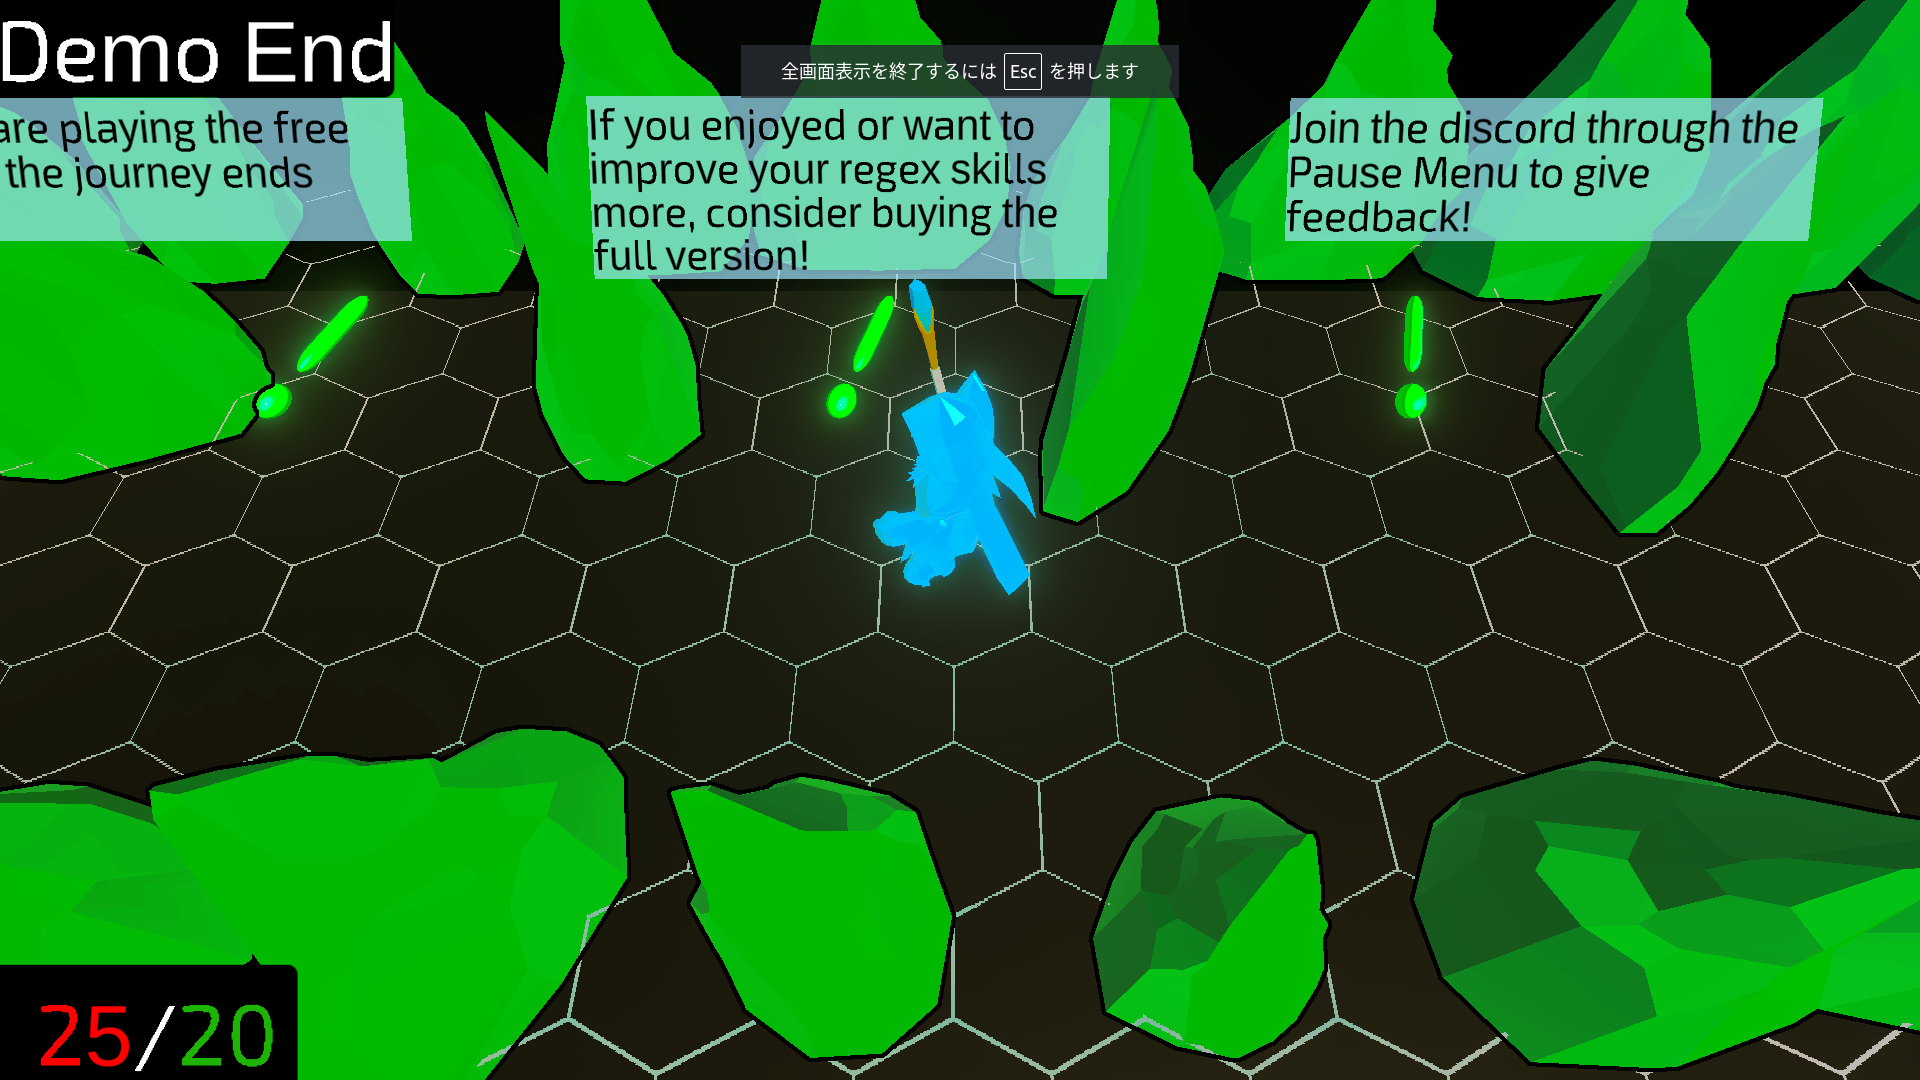 Demo End
全画面表示を終了するには Esc を押します
are playing the free
the journey ends
If you enjoyed or want to
improve your regex skills
more, consider buying the
full version!
Join the discord through the
Pause Menu to give
feedback!
25/20